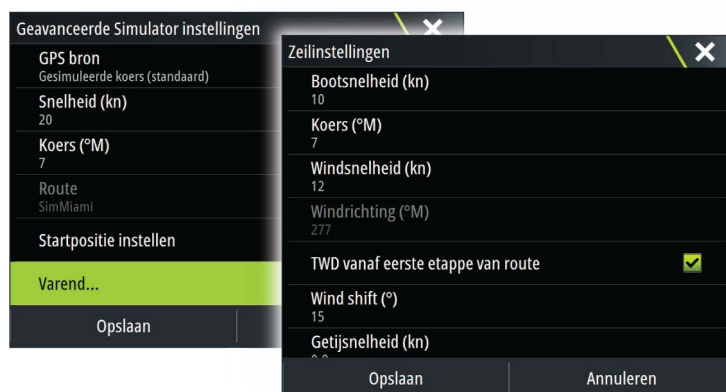 Geavanceerde Simulator instellingen
GPS bron
Gesimuleerde koers (standaard)
Snelheid (kn)
20
Koers (°M)
7
Route
SimMiami
Startpositie instellen
Varend...
Opslaan
Zeilinstellingen
Bootsnelheid (kn)
10
Koers (°M)
7
Windsnelheid (kn)
12
Windrichting (°M)
277
TWD vanaf eerste etappe van route
Wind shift (°)
15
Getijsnelheid (kn)
Opslaan
Annuleren